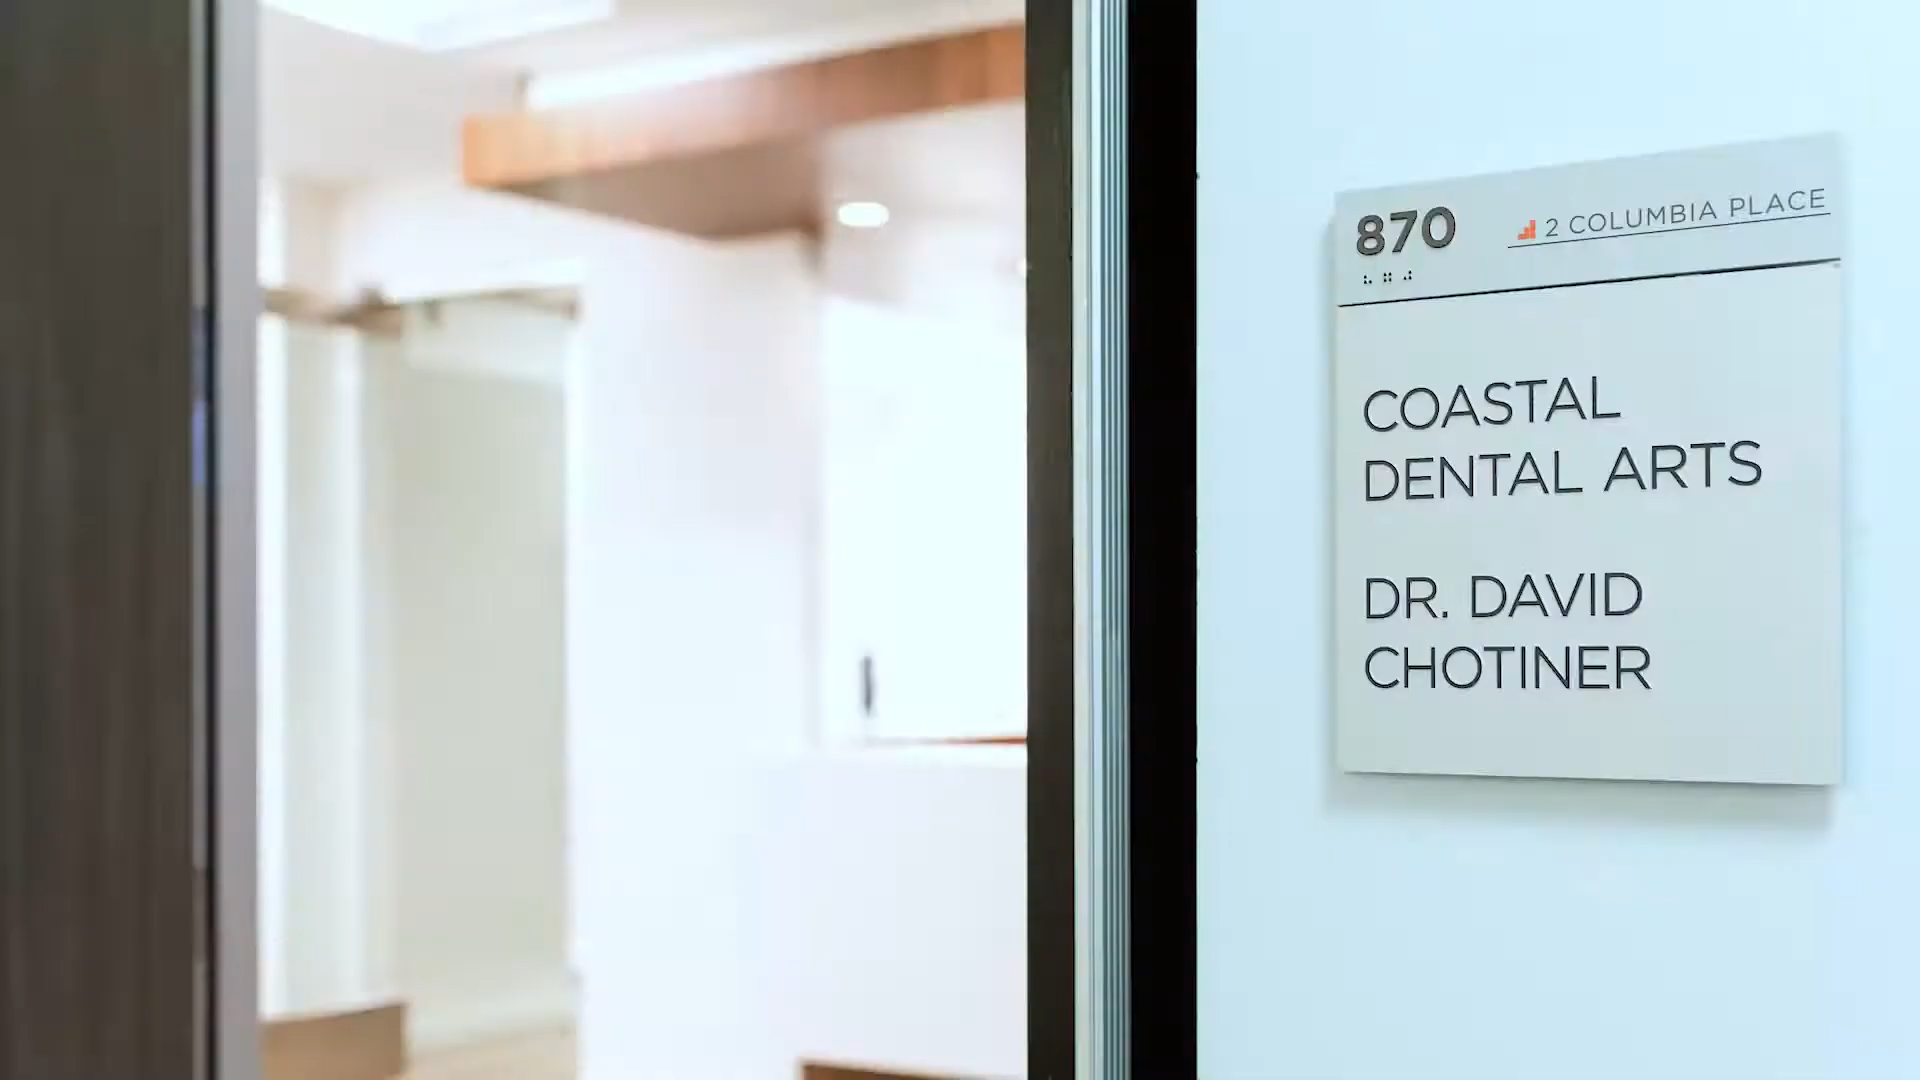 870
2 COLUMBIA PLACE
COASTAL
DENTAL ARTS
DR. DAVID
CHOTINER